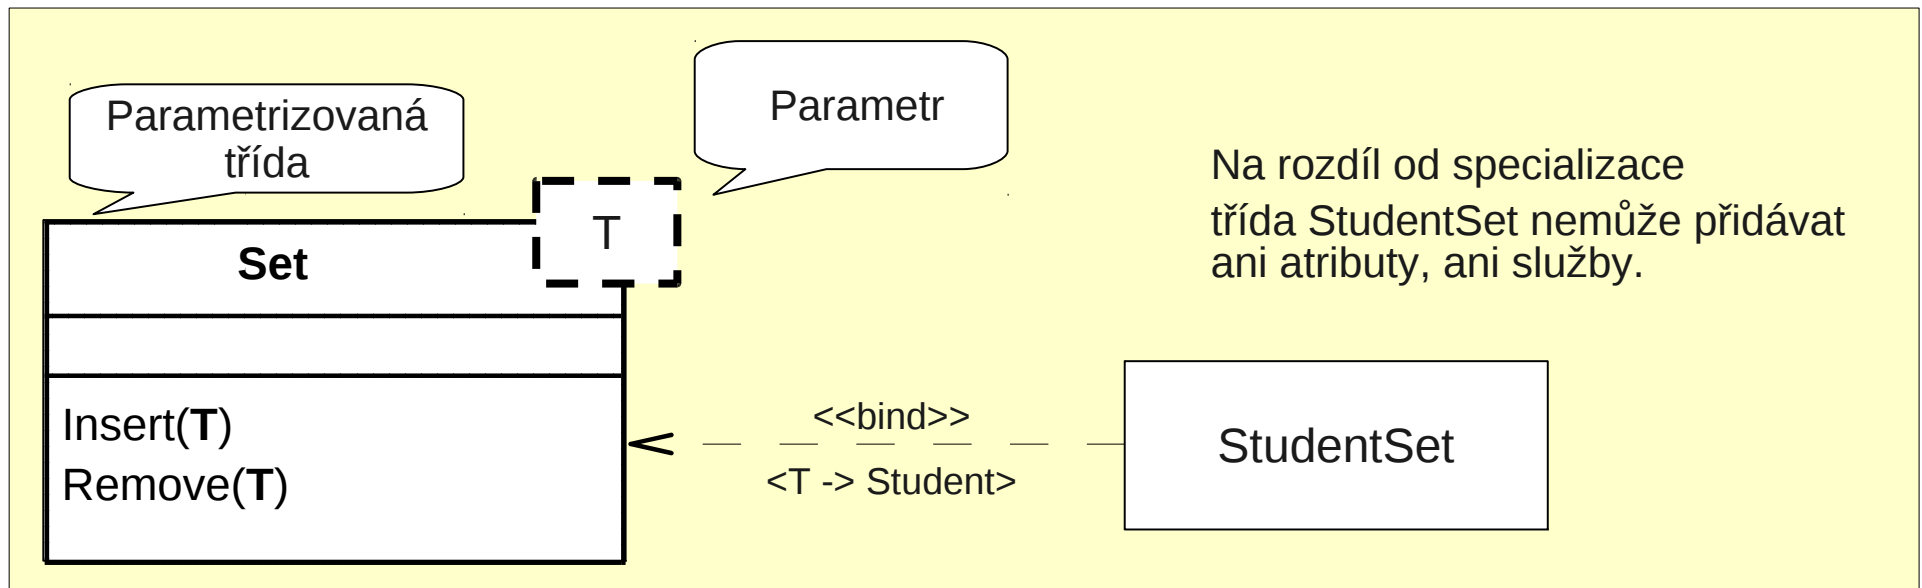 Parametrizovaná
třída
Parametr
T
Set
Insert(T)
Remove(T)
<<bind>>
<T -> Student>
StudentSet
Na rozdíl od specializace
třída StudentSet nemůže přidávat
ani atributy, ani služby.